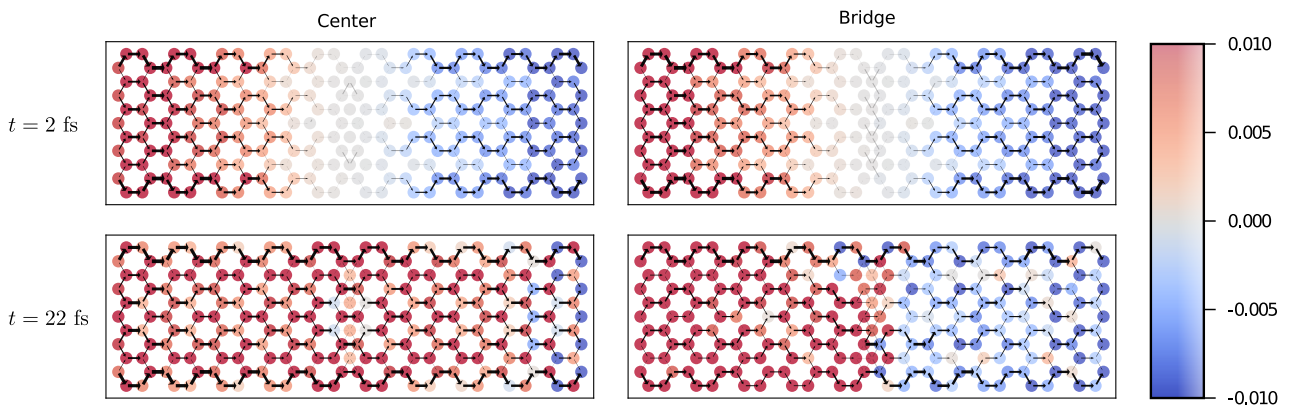 Center
Bridge
t = 2 fs
t = 22 fs
0.010
0.005
0.000
-0.005
-0.010